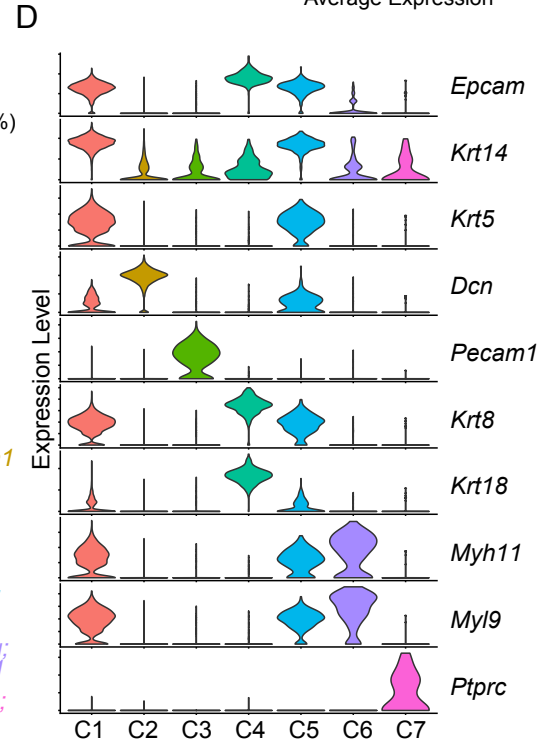 Average Expression
D
%)
Epcam
Krt14
Krt5
Dcn
Pecam1
Krt8
Krt18
Myh11
Myl9
Ptprc
Expression Level
1
;
;
C1 C2 C3 C4 C5 C6 C7